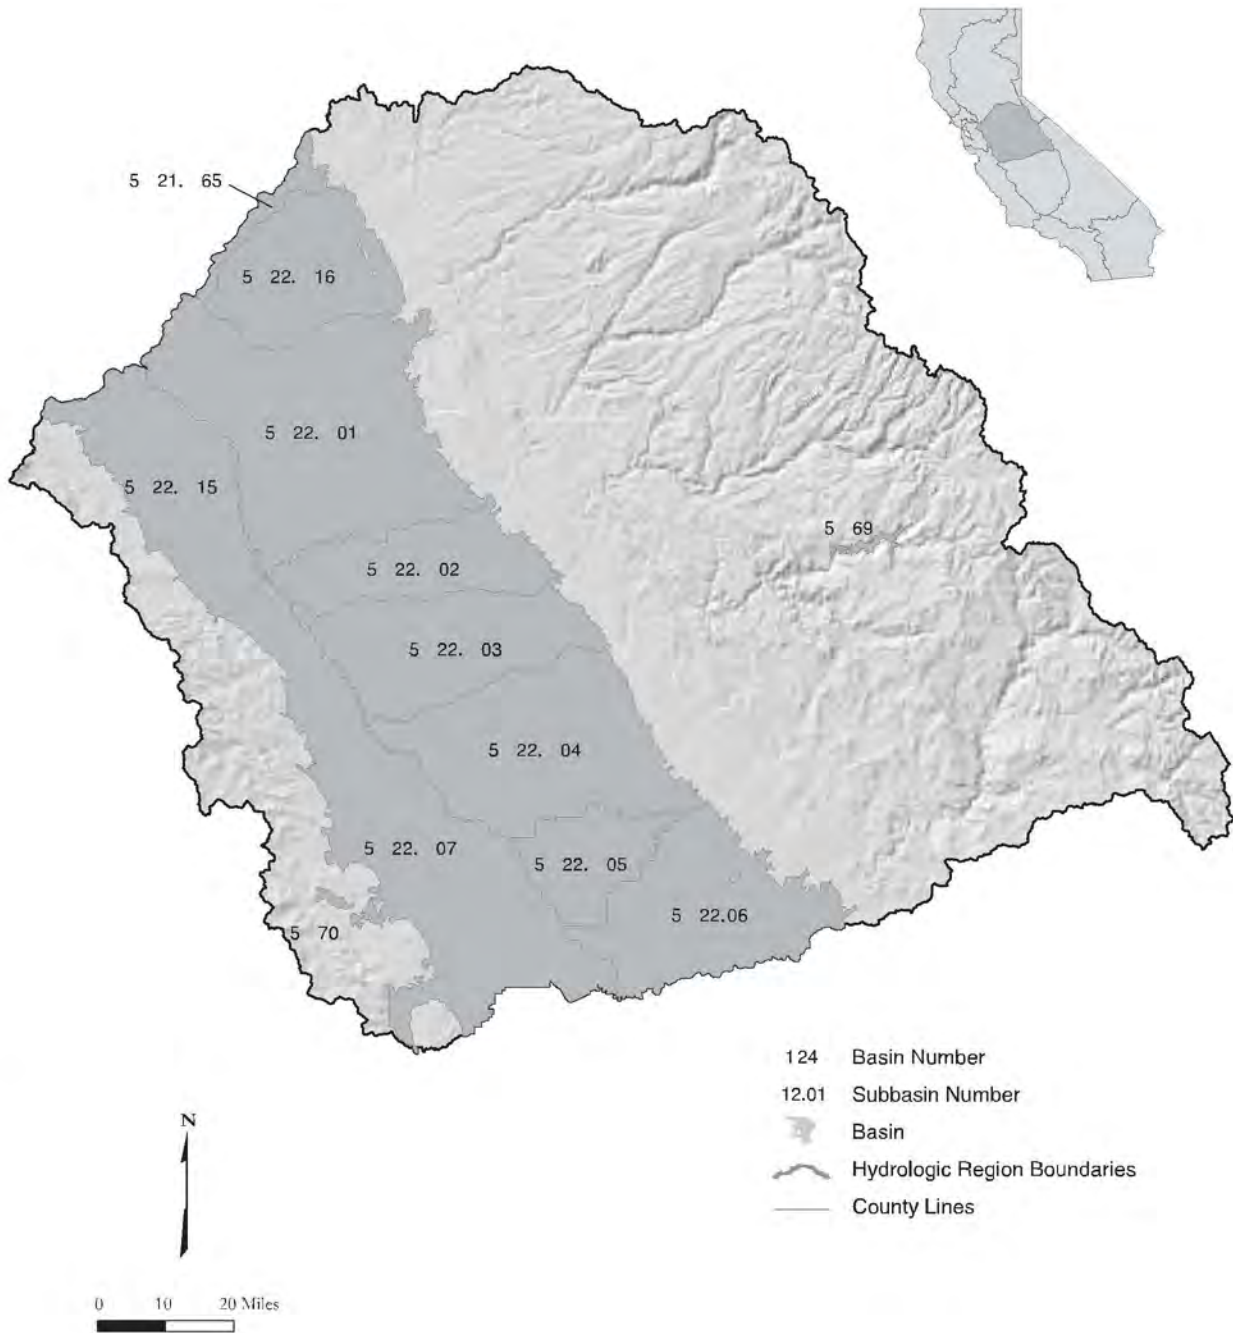 5 21. 65
5 22. 16
5 22. 01
5 22. 15
5 69
5 22. 02
5 22. 03
5 22. 04
5 22. 07
5 22. 05
5 22.06
5 70
124 Basin Number
12.01 Subbasin Number
Basin
Hydrologic Region Boundaries
County Lines
N
0 10 20 Miles